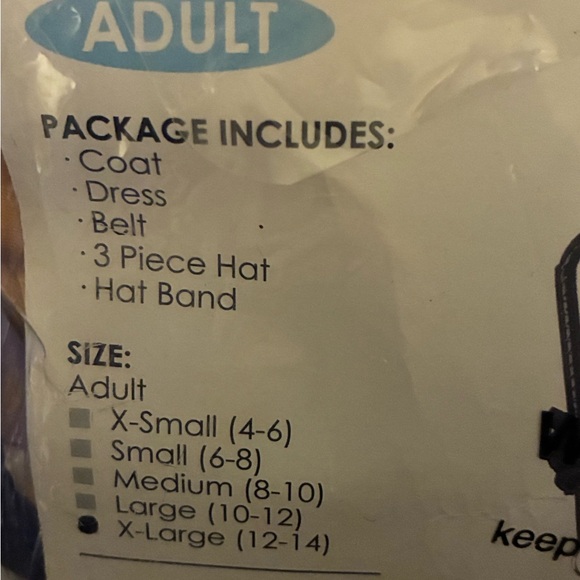 ADULT
PACKAGE INCLUDES:
· Coat
· Dress
· Belt
· 3 Piece Hat
· Hat Band
SIZE:
Adult
X-Small (4-6)
Small (6-8)
Medium (8-10)
Large (10-12)
X-Large (12-14)
keep